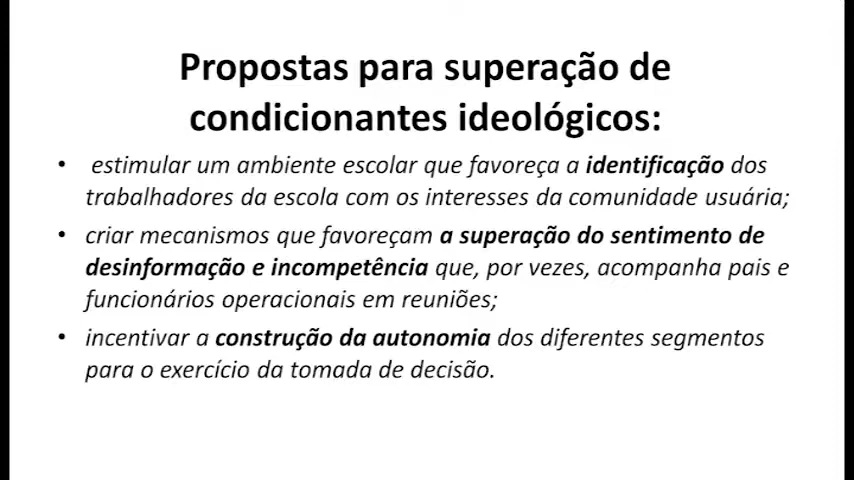 Propostas para superação de
condicionantes ideológicos:
• estimular um ambiente escolar que favoreça a identificação dos
trabalhadores da escola com os interesses da comunidade usuária;
• criar mecanismos que favoreçam a superação do sentimento de
desinformação e incompetência que, por vezes, acompanha pais e
funcionários operacionais em reuniões;
• incentivar a construção da autonomia dos diferentes segmentos
para o exercício da tomada de decisão.